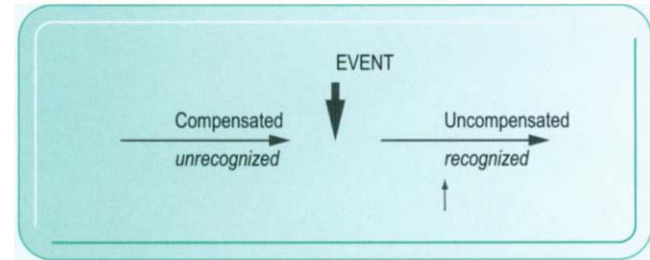 EVENT
Compensated
unrecognized
Uncompensated
recognized